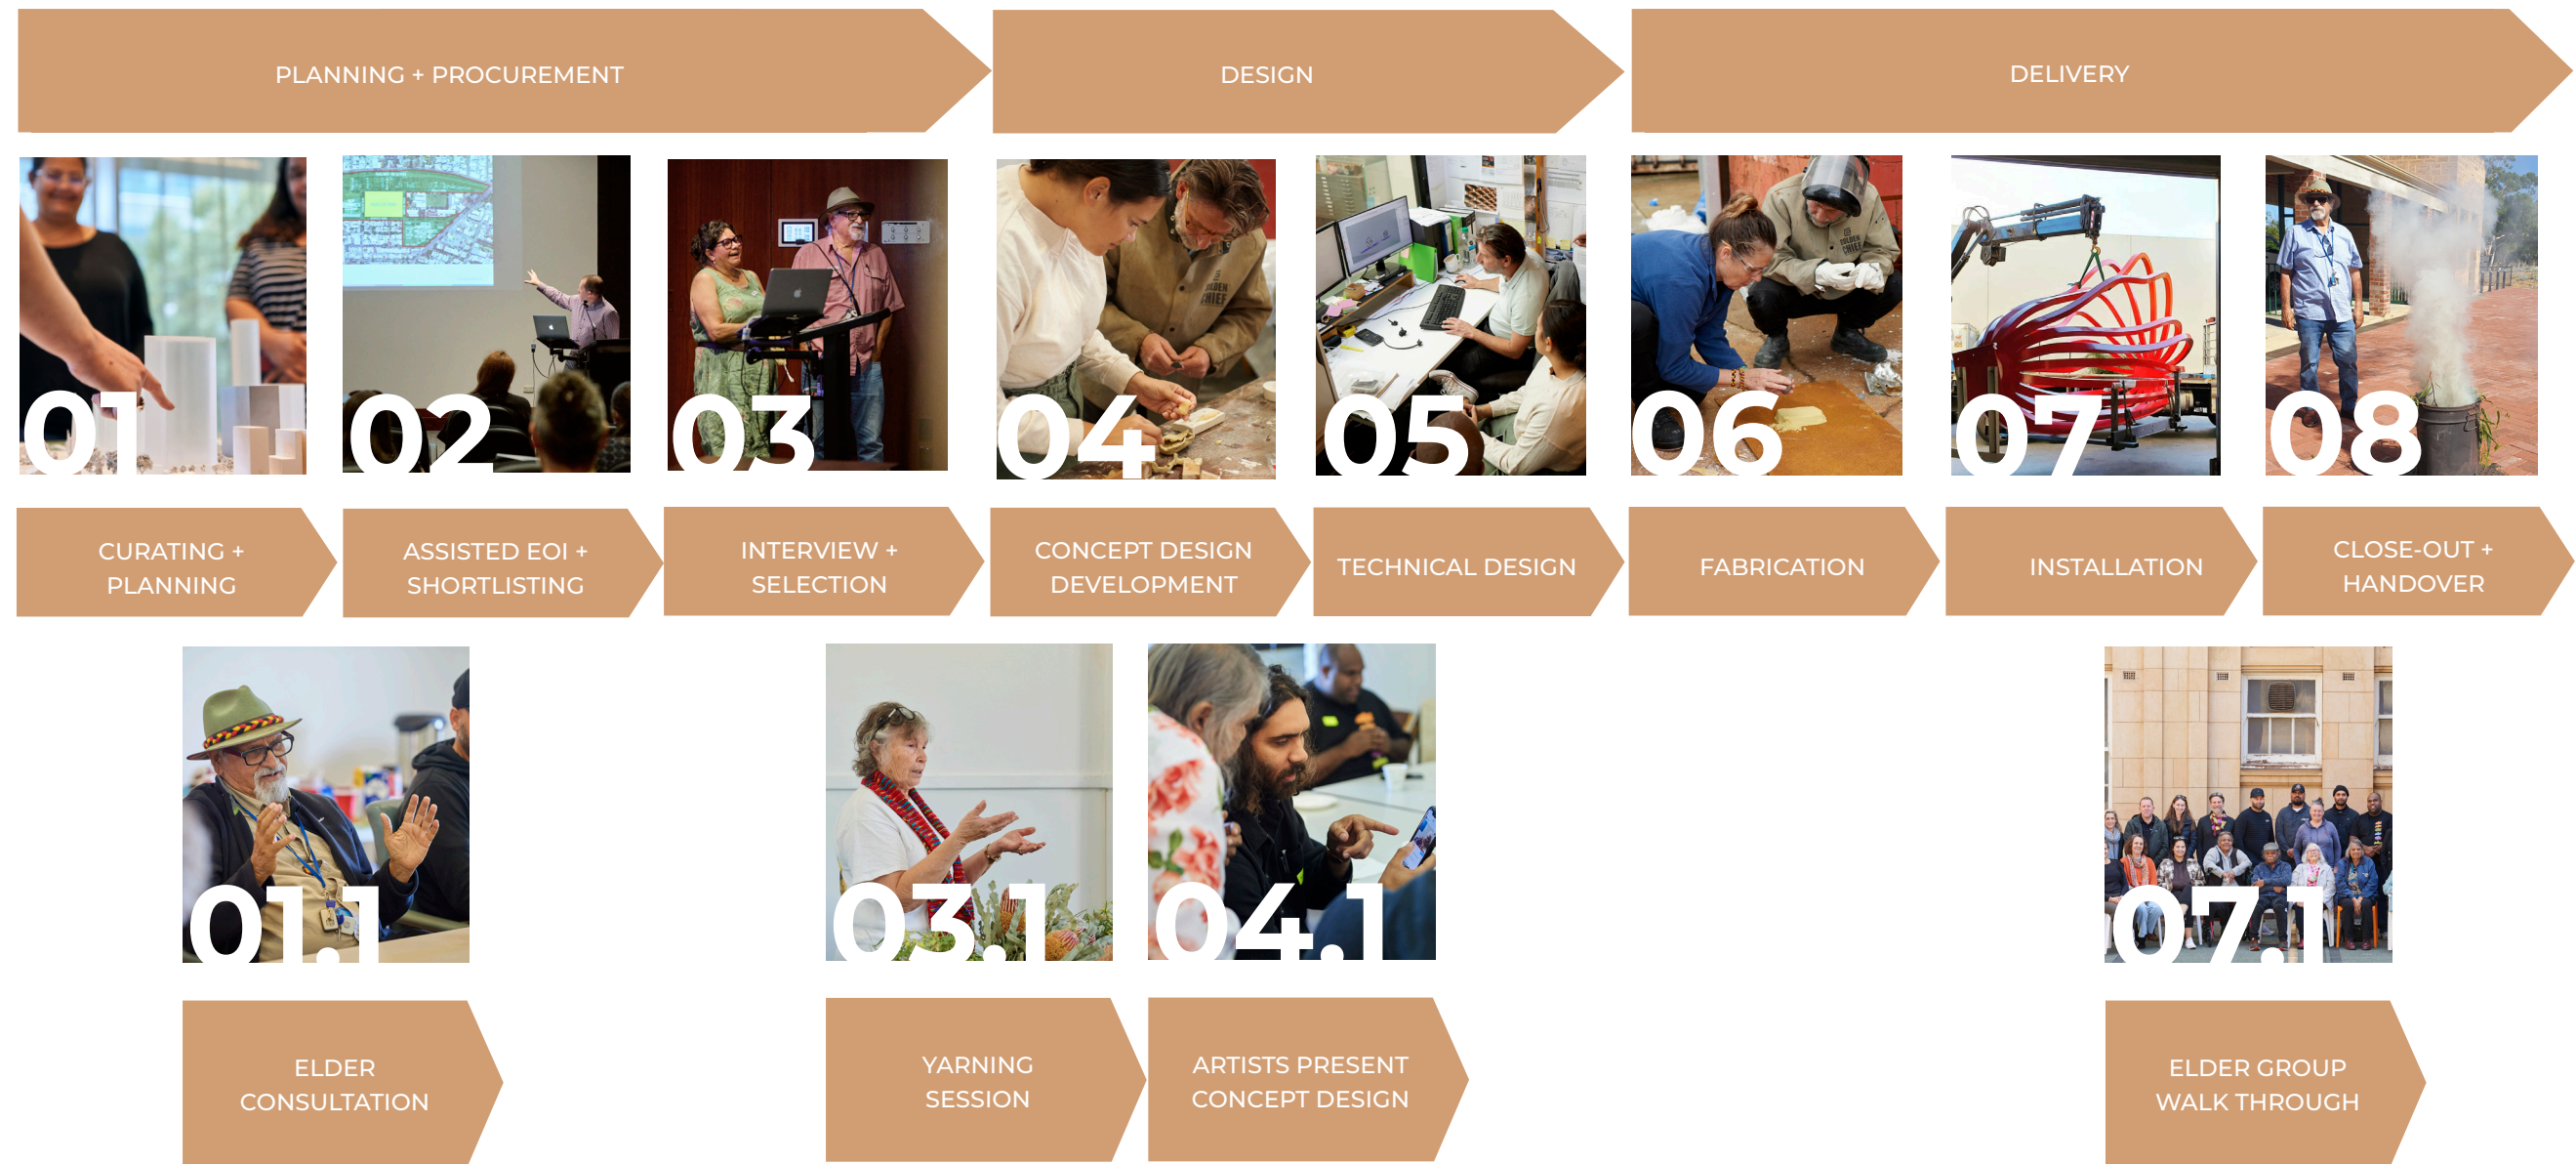 PLANNING + PROCUREMENT
DESIGN
DELIVERY
01
02
03
04
05
06
07
08
GOLDEN
CHIEF
CURATING +
PLANNING
ASSISTED EOI +
SHORTLISTING
INTERVIEW +
SELECTION
CONCEPT DESIGN
DEVELOPMENT
TECHNICAL DESIGN
FABRICATION
INSTALLATION
CLOSE-OUT +
HANDOVER
01.1
03.1
04.1
07.1
ELDER
CONSULTATION
YARNING
SESSION
ARTISTS PRESENT
CONCEPT DESIGN
ELDER GROUP
WALK THROUGH